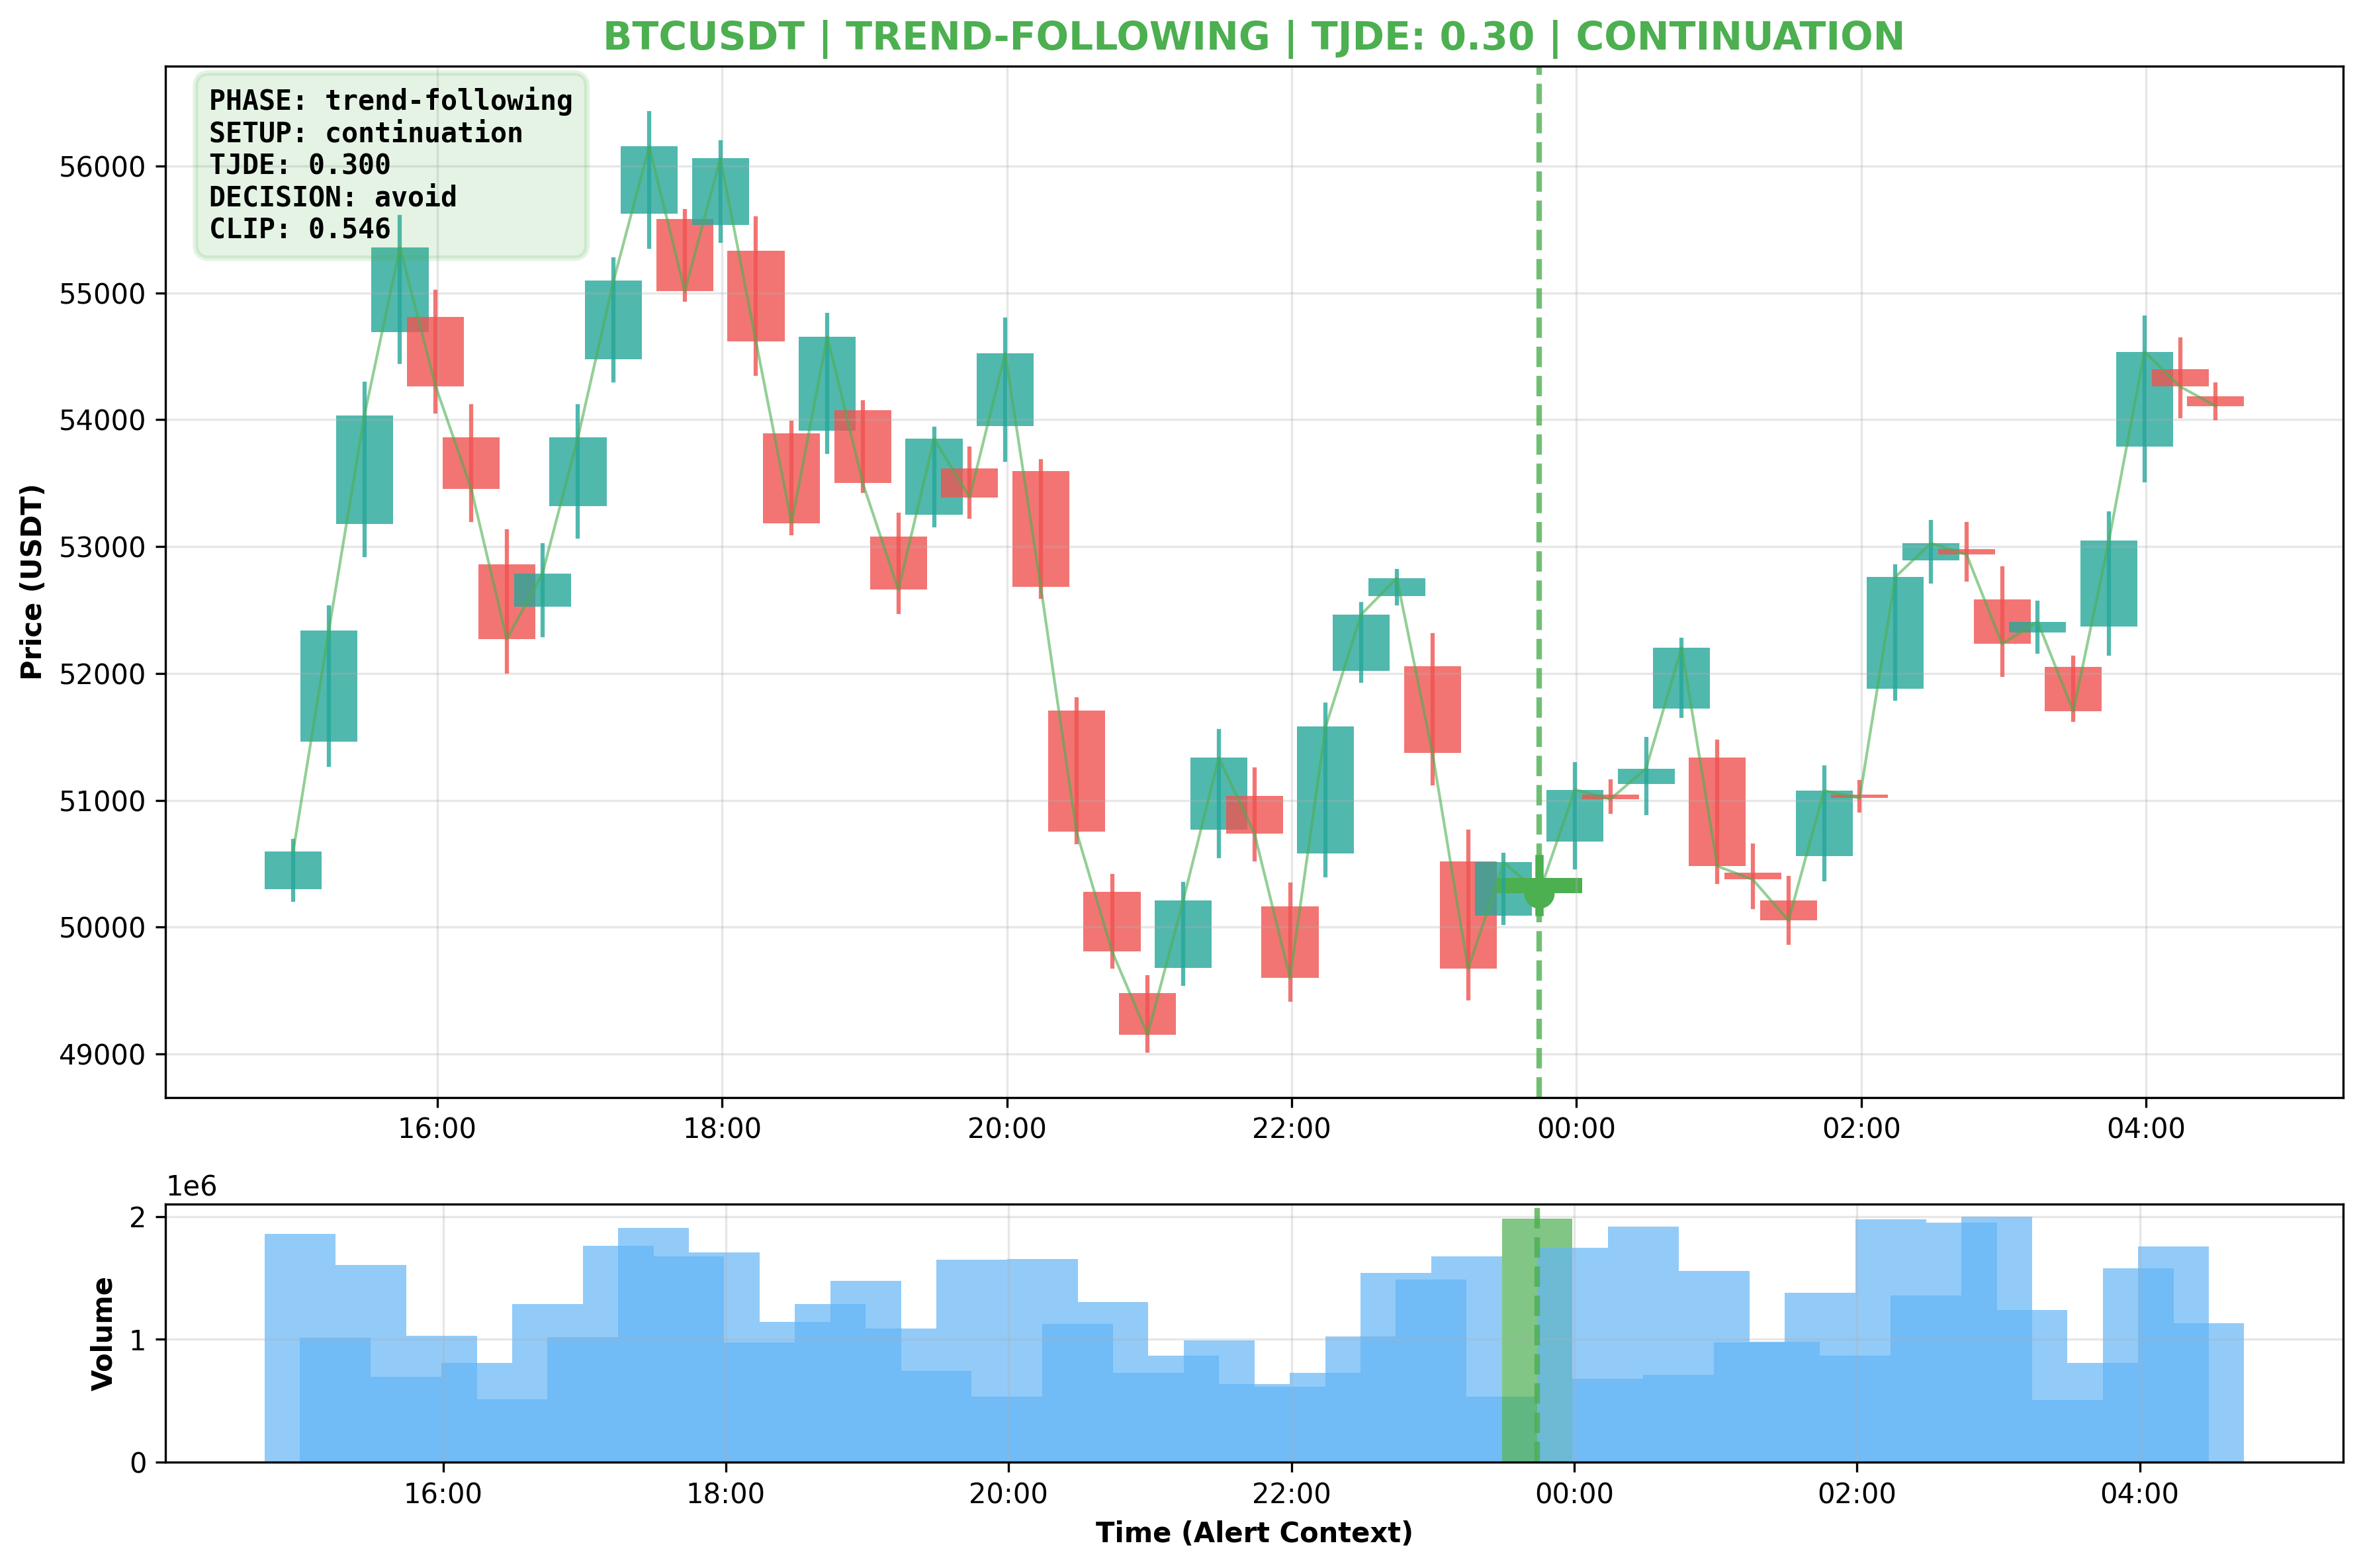 BTCUSDT | TREND-FOLLOWING | TJDE: 0.30 | CONTINUATION
PHASE: trend-following
SETUP: continuation
TJDE: 0.300
DECISION: avoid
CLIP: 0.546
Price (USDT)
56000
55000
54000
53000
52000
51000
50000
49000
16:00 18:00 20:00 22:00 00:00 02:00 04:00
1e6
Volume
2
1
0
16:00 18:00 20:00 22:00 00:00 02:00 04:00
Time (Alert Context)